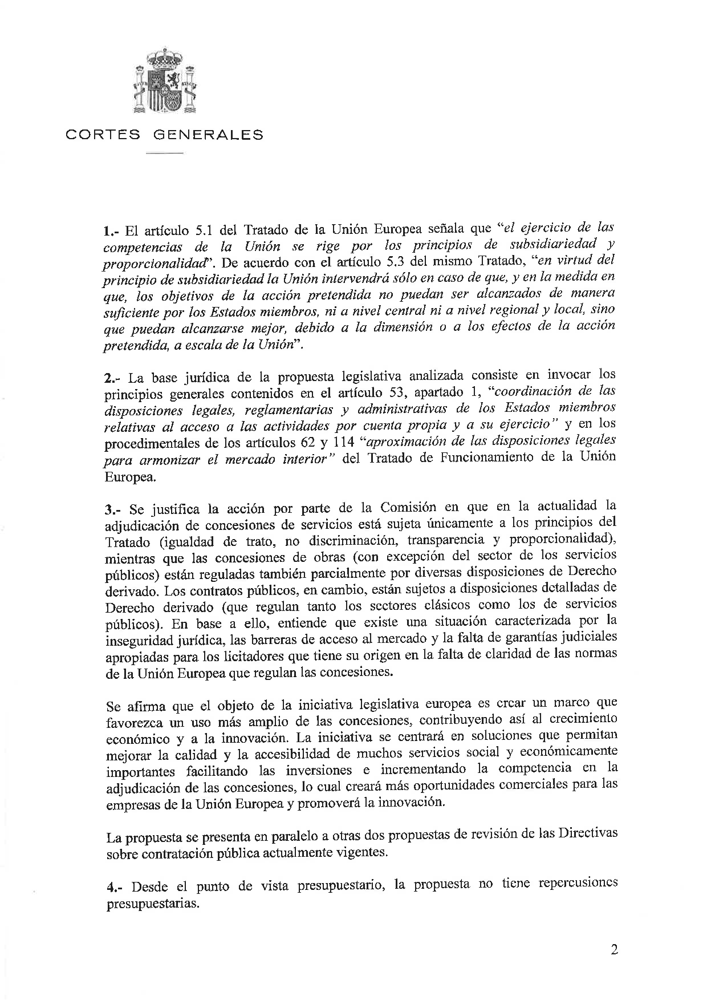 CORTES GENERALES
1.- El artículo 5.1 del Tratado de la Unión Europea señala que “el ejercicio de las
competencias de la Unión se rige por los principios de subsidiariedad y
proporcionalidad”. De acuerdo con el artículo 5.3 del mismo Tratado, “en virtud del
principio de subsidiariedad la Unión intervendrá sólo en caso de que, y en la medida en
que, los objetivos de la acción pretendida no puedan ser alcanzados de manera
suficiente por los Estados miembros, ni a nivel central ni a nivel regional y local, sino
que puedan alcanzarse mejor, debido a la dimensión o a los efectos de la acción
pretendida, a escala de la Unión”.
2.- La base jurídica de la propuesta legislativa analizada consiste en invocar los
principios generales contenidos en el artículo 53, apartado 1, “coordinación de las
disposiciones legales, reglamentarias y administrativas de los Estados miembros
relativas al acceso a las actividades por cuenta propia y a su ejercicio” y en los
procedimentales de los artículos 62 y 114 “aproximación de las disposiciones legales
para armonizar el mercado interior” del Tratado de Funcionamiento de la Unión
Europea.
3.- Se justifica la acción por parte de la Comisión en que en la actualidad la
adjudicación de concesiones de servicios está sujeta únicamente a los principios del
Tratado (igualdad de trato, no discriminación, transparencia y proporcionalidad),
mientras que las concesiones de obras (con excepción del sector de los servicios
públicos) están reguladas también parcialmente por diversas disposiciones de Derecho
derivado. Los contratos públicos, en cambio, están sujetos a disposiciones detalladas de
Derecho derivado (que regulan tanto los sectores clásicos como los de servicios
públicos). En base a ello, entiende que existe una situación caracterizada por la
inseguridad jurídica, las barreras de acceso al mercado y la falta de garantías judiciales
apropiadas para los licitadores que tiene su origen en la falta de claridad de las normas
de la Unión Europea que regulan las concesiones.
Se afirma que el objeto de la iniciativa legislativa europea es crear un marco que
favorezca un uso más amplio de las concesiones, contribuyendo así al crecimiento
económico y a la innovación. La iniciativa se centrará en soluciones que permitan
mejorar la calidad y la accesibilidad de muchos servicios social y económicamente
importantes facilitando las inversiones e incrementando la competencia en la
adjudicación de las concesiones, lo cual creará más oportunidades comerciales para las
empresas de la Unión Europea y promoverá la innovación.
La propuesta se presenta en paralelo a otras dos propuestas de revisión de las Directivas
sobre contratación pública actualmente vigentes.
4.- Desde el punto de vista presupuestario, la propuesta no tiene repercusiones
presupuestarias.
2